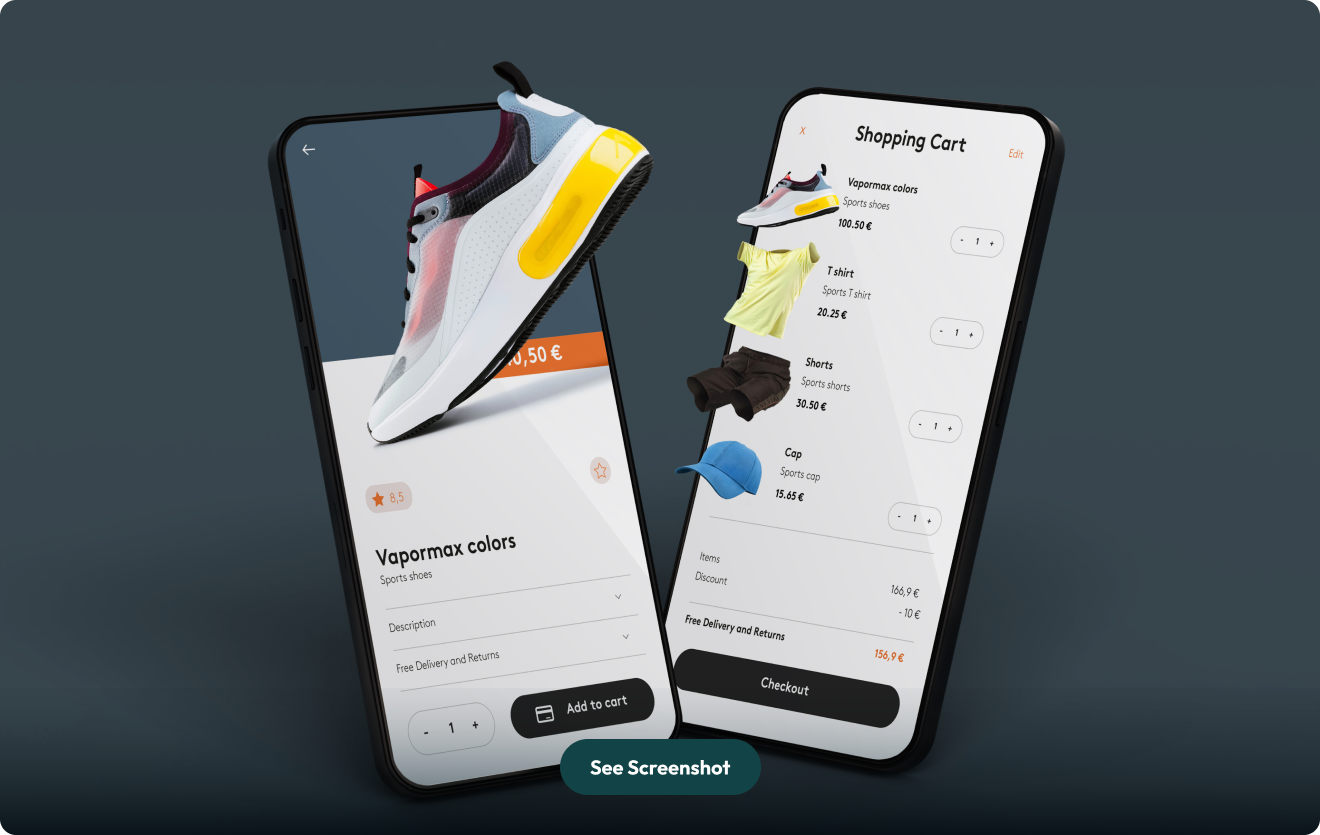 0,50 €
8,5
Vapormax colors
Sports shoes
Description
Free Delivery and Returns
- 1 +
Add to cart
X
Shopping Cart
Edit
Vapormax colors
Sports shoes
100.50 €
- 1 +
T shirt
Sports T shirt
20.25 €
- 1 +
Shorts
Sports shorts
30.50 €
- 1 +
Cap
Sports cap
15.65 €
- 1 +
Items
166,9 €
Discount
- 10 €
Free Delivery and Returns
156,9 €
Checkout
See Screenshot